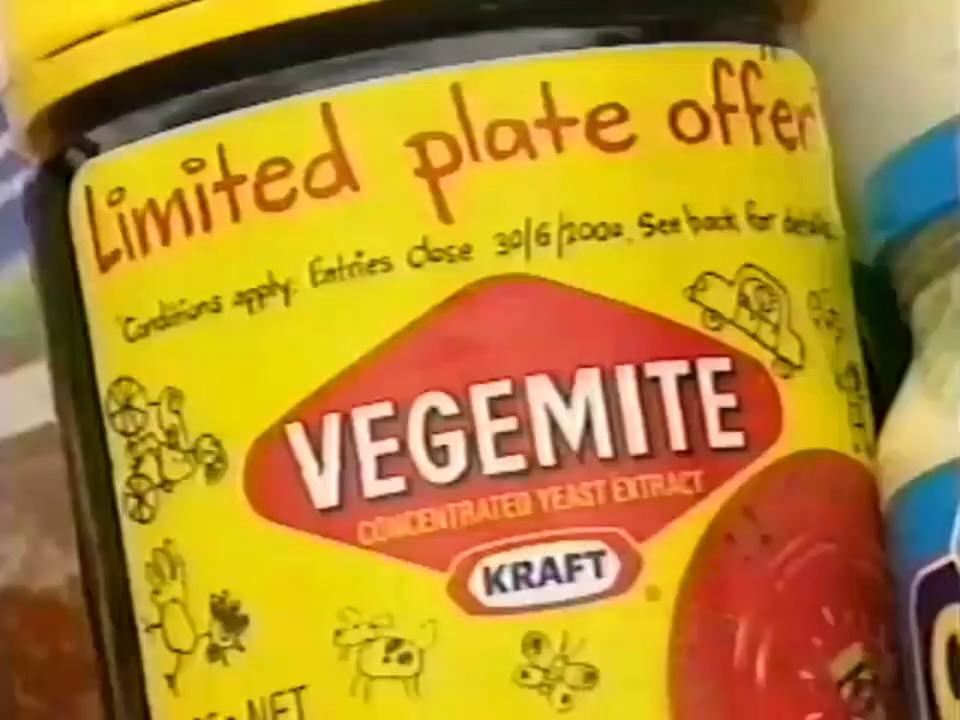 Limited plate offer
Conditions apply. Entries close 30/6/2000. See back for details.
VEGEMITE
CONCENTRATED YEAST EXTRACT
KRAFT
NET